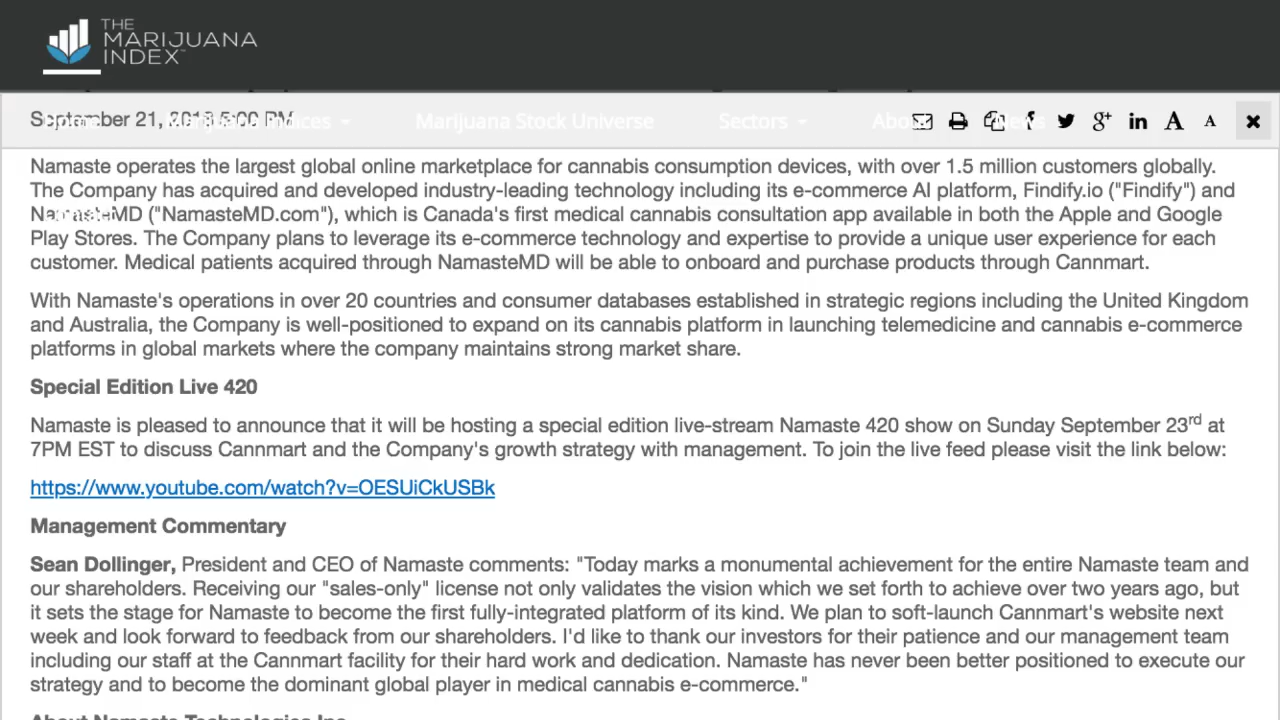 THE
MARIJUANA
INDEX™
September 21, 2018 5:00 PM
Home Marijuana Indices Marijuana Stock Universe Sectors About News
Namaste operates the largest global online marketplace for cannabis consumption devices, with over 1.5 million customers globally.
The Company has acquired and developed industry-leading technology including its e-commerce AI platform, Findify.io ("Findify") and
NamasteMD ("NamasteMD.com"), which is Canada's first medical cannabis consultation app available in both the Apple and Google
Contact
Play Stores. The Company plans to leverage its e-commerce technology and expertise to provide a unique user experience for each
customer. Medical patients acquired through NamasteMD will be able to onboard and purchase products through Cannmart.
With Namaste's operations in over 20 countries and consumer databases established in strategic regions including the United Kingdom
and Australia, the Company is well-positioned to expand on its cannabis platform in launching telemedicine and cannabis e-commerce
platforms in global markets where the company maintains strong market share.
Special Edition Live 420
Namaste is pleased to announce that it will be hosting a special edition live-stream Namaste 420 show on Sunday September 23rd at
7PM EST to discuss Cannmart and the Company's growth strategy with management. To join the live feed please visit the link below:
https://www.youtube.com/watch?v=OESUiCkUSBk
Management Commentary
Sean Dollinger, President and CEO of Namaste comments: "Today marks a monumental achievement for the entire Namaste team and
our shareholders. Receiving our "sales-only" license not only validates the vision which we set forth to achieve over two years ago, but
it sets the stage for Namaste to become the first fully-integrated platform of its kind. We plan to soft-launch Cannmart's website next
week and look forward to feedback from our shareholders. I'd like to thank our investors for their patience and our management team
including our staff at the Cannmart facility for their hard work and dedication. Namaste has never been better positioned to execute our
strategy and to become the dominant global player in medical cannabis e-commerce."
About Namaste Technologies Inc.